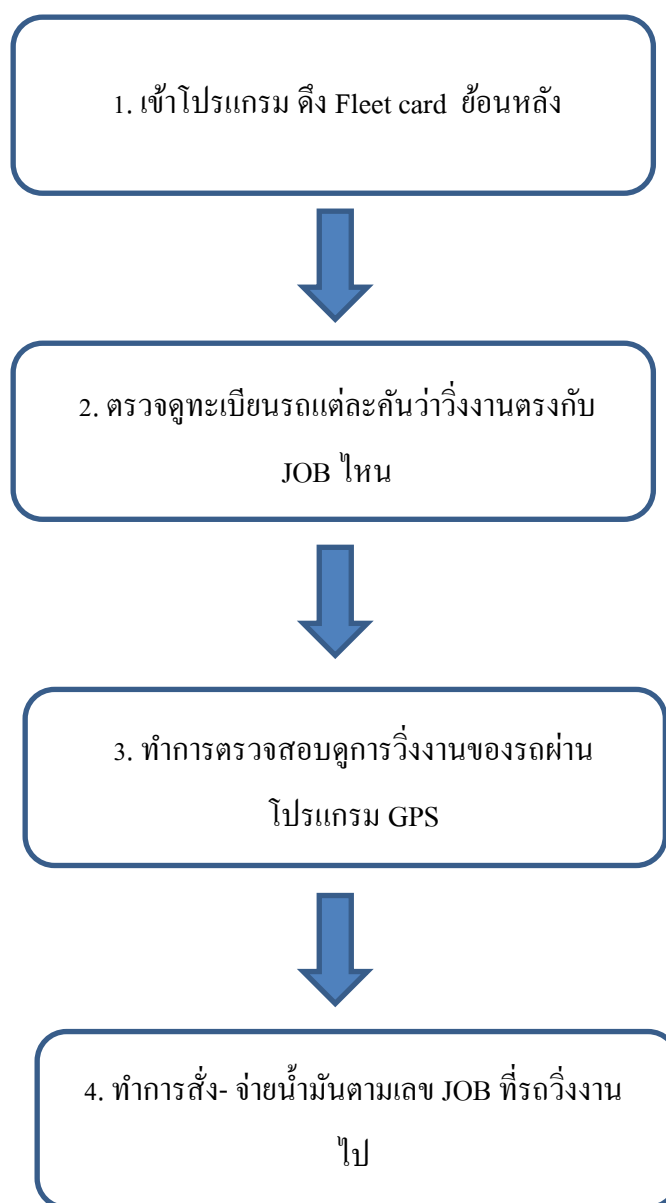 1. เข้าโปรแกรม ดึง Fleet card ย้อนหลัง
2. ตรวจดูทะเบียนรถแต่ละคันว่าวิ่งงานตรงกับ
JOB ไหน
3. ทำการตรวจสอบดูการวิ่งงานของรถผ่าน
โปรแกรม GPS
4. ทำการสั่ง- จ่ายน้ำมันตามเลข JOB ที่รถวิ่งงาน
ไป